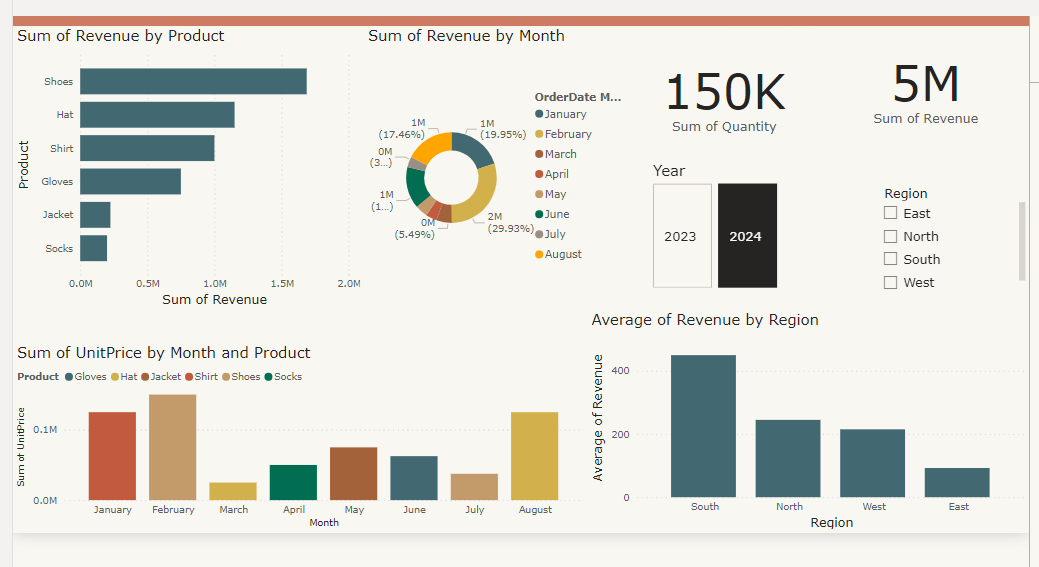 Sum of Revenue by Product
Product
Shoes
Hat
Shirt
Gloves
Jacket
Socks
0.0M 0.5M 1.0M 1.5M 2.0M
Sum of Revenue
Sum of Revenue by Month
1M
(19.95%)
2M
(29.93%)
0M
(5.49%)
1M
(1...)
0M
(3...)
1M
(17.46%)
OrderDate M...
January
February
March
April
May
June
July
August
150K
Sum of Quantity
5M
Sum of Revenue
Year
2023
2024
Region
East
North
South
West
Sum of UnitPrice by Month and Product
Product Gloves Hat Jacket Shirt Shoes Socks
Sum of UnitPrice
0.1M
0.0M
January February March April May June July August
Month
Average of Revenue by Region
Average of Revenue
400
200
0
South North West East
Region